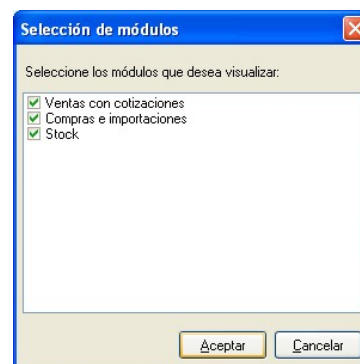 Selección de módulos
Seleccione los módulos que desea visualizar:
Ventas con cotizaciones
Compras e importaciones
Stock
Aceptar
Cancelar